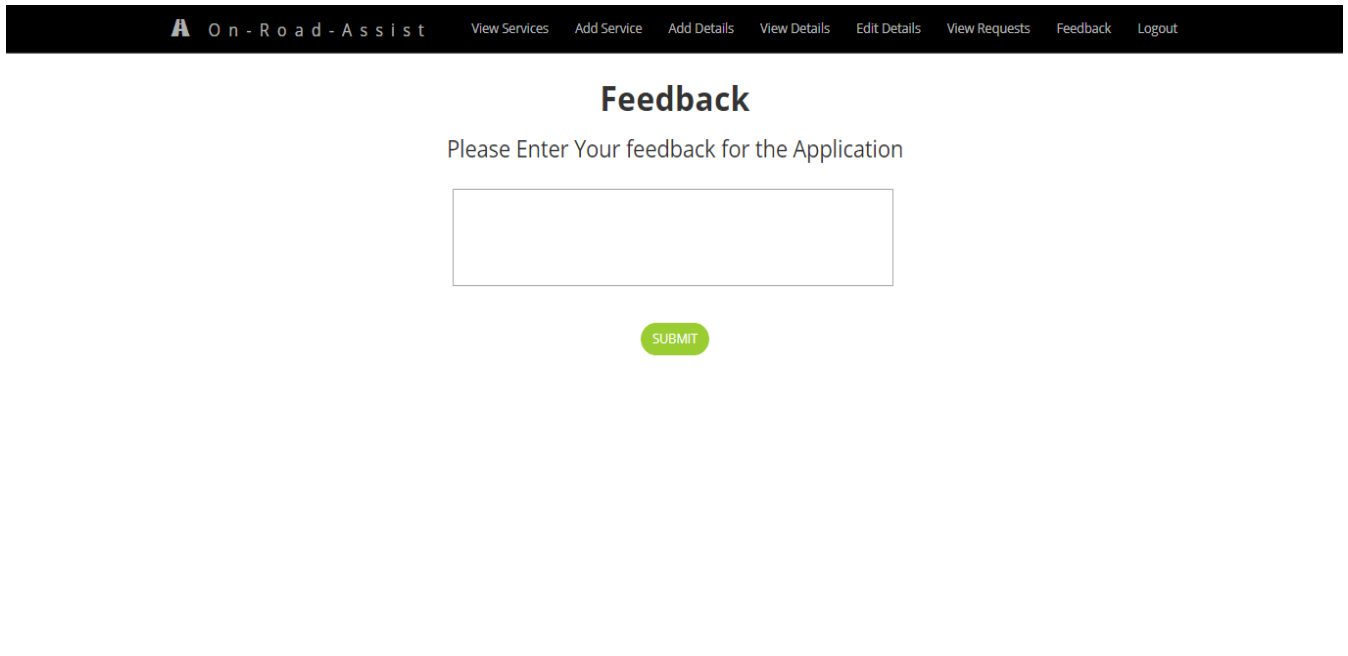 On-Road-Assist View Services Add Service Add Details View Details Edit Details View Requests Feedback Logout
Feedback
Please Enter Your feedback for the Application
SUBMIT